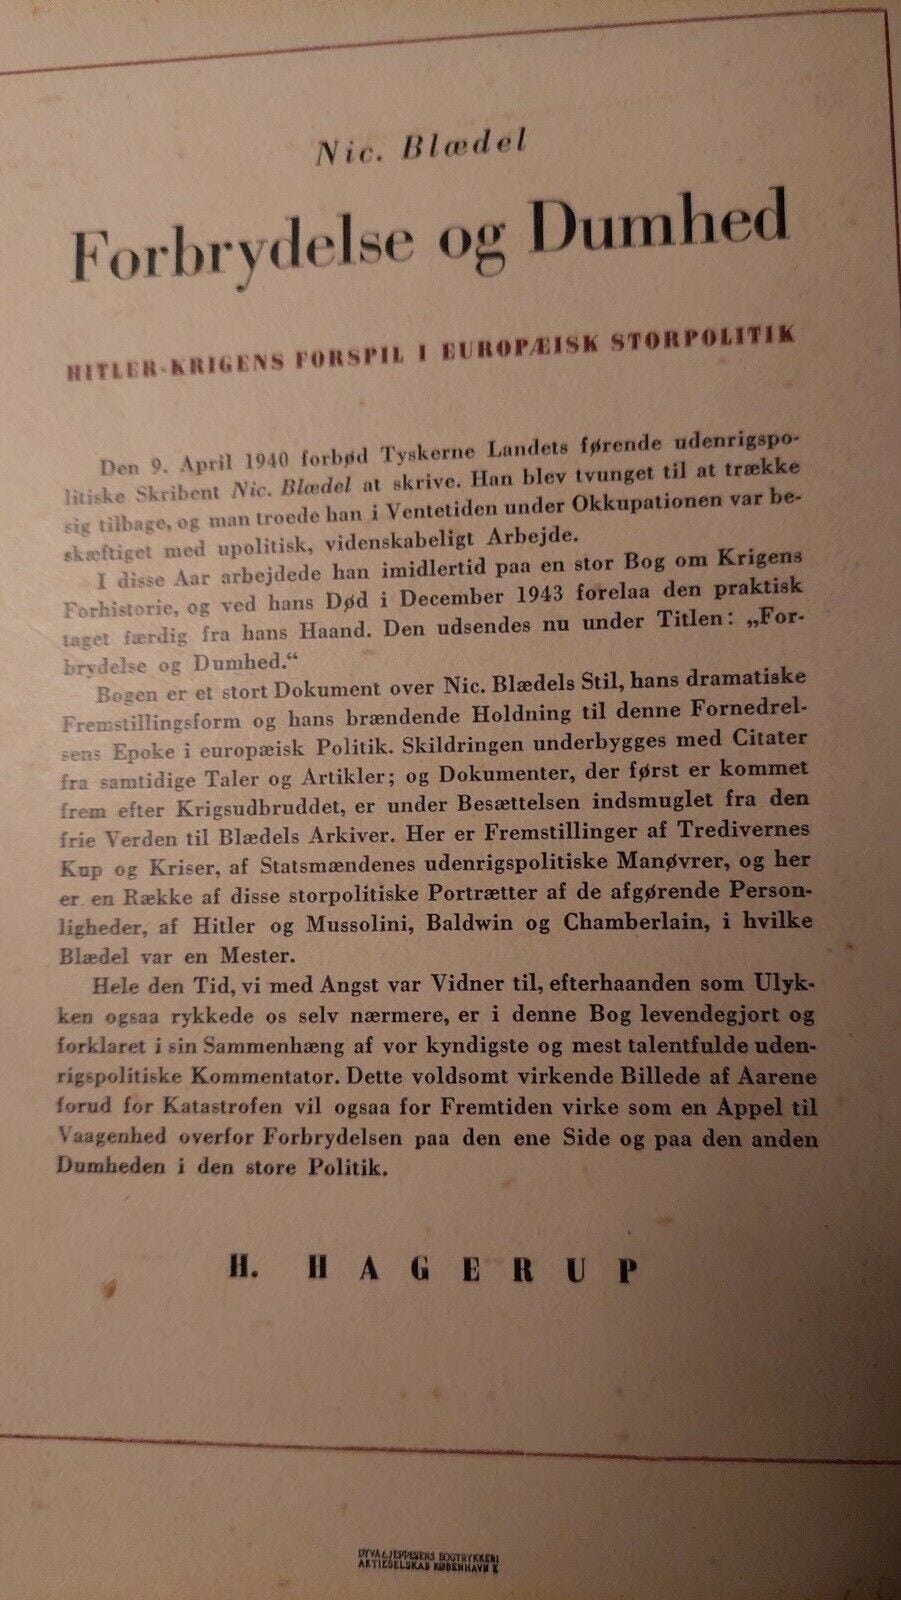 Nic. Blædel
Forbrydelse og Dumhed
HITLER-KRIGENS FORSPIL I EUROPÆISK STORPOLITIK
Den 9. April 1940 forbød Tyskerne Landets førende udenrigspo-
litiske Skribent Nic. Blædel at skrive. Han blev tvunget til at trække
sig tilbage, og man troede han i Ventetiden under Okkupationen var be-
skæftiget med upolitisk, videnskabeligt Arbejde.
I disse Aar arbejdede han imidlertid paa en stor Bog om Krigens
Forhistorie, og ved hans Død i December 1943 forelaa den praktisk
taget færdig fra hans Haand. Den udsendes nu under Titlen: „For-
brydelse og Dumhed.“
Bogen er et stort Dokument over Nic. Blædels Stil, hans dramatiske
Fremstillingsform og hans brændende Holdning til denne Fornedrel-
sens Epoke i europæisk Politik. Skildringen underbygges med Citater
fra samtidige Taler og Artikler; og Dokumenter, der først er kommet
frem efter Krigsudbruddet, er under Besættelsen indsmuglet fra den
frie Verden til Blædels Arkiver. Her er Fremstillinger af Tredivernes
Kup og Kriser, af Statsmændenes udenrigspolitiske Manøvrer, og her
er en Række af disse storpolitiske Portrætter af de afgørende Person-
ligheder, af Hitler og Mussolini, Baldwin og Chamberlain, i hvilke
Blædel var en Mester.
Hele den Tid, vi med Angst var Vidner til, efterhaanden som Ulyk-
ken ogsaa rykkede os selv nærmere, er i denne Bog levendegjort og
forklaret i sin Sammenhæng af vor kyndigste og mest talentfulde uden-
rigspolitiske Kommentator. Dette voldsomt virkende Billede af Aarene
forud for Katastrofen vil ogsaa for Fremtiden virke som en Appel til
Vaagenhed overfor Forbrydelsen paa den ene Side og paa den anden
Dumheden i den store Politik.
H. HAGERUP
DYVA & JEPPESENS BOGTRYKKERI
AKTIESELSKAB KØBENHAVN K